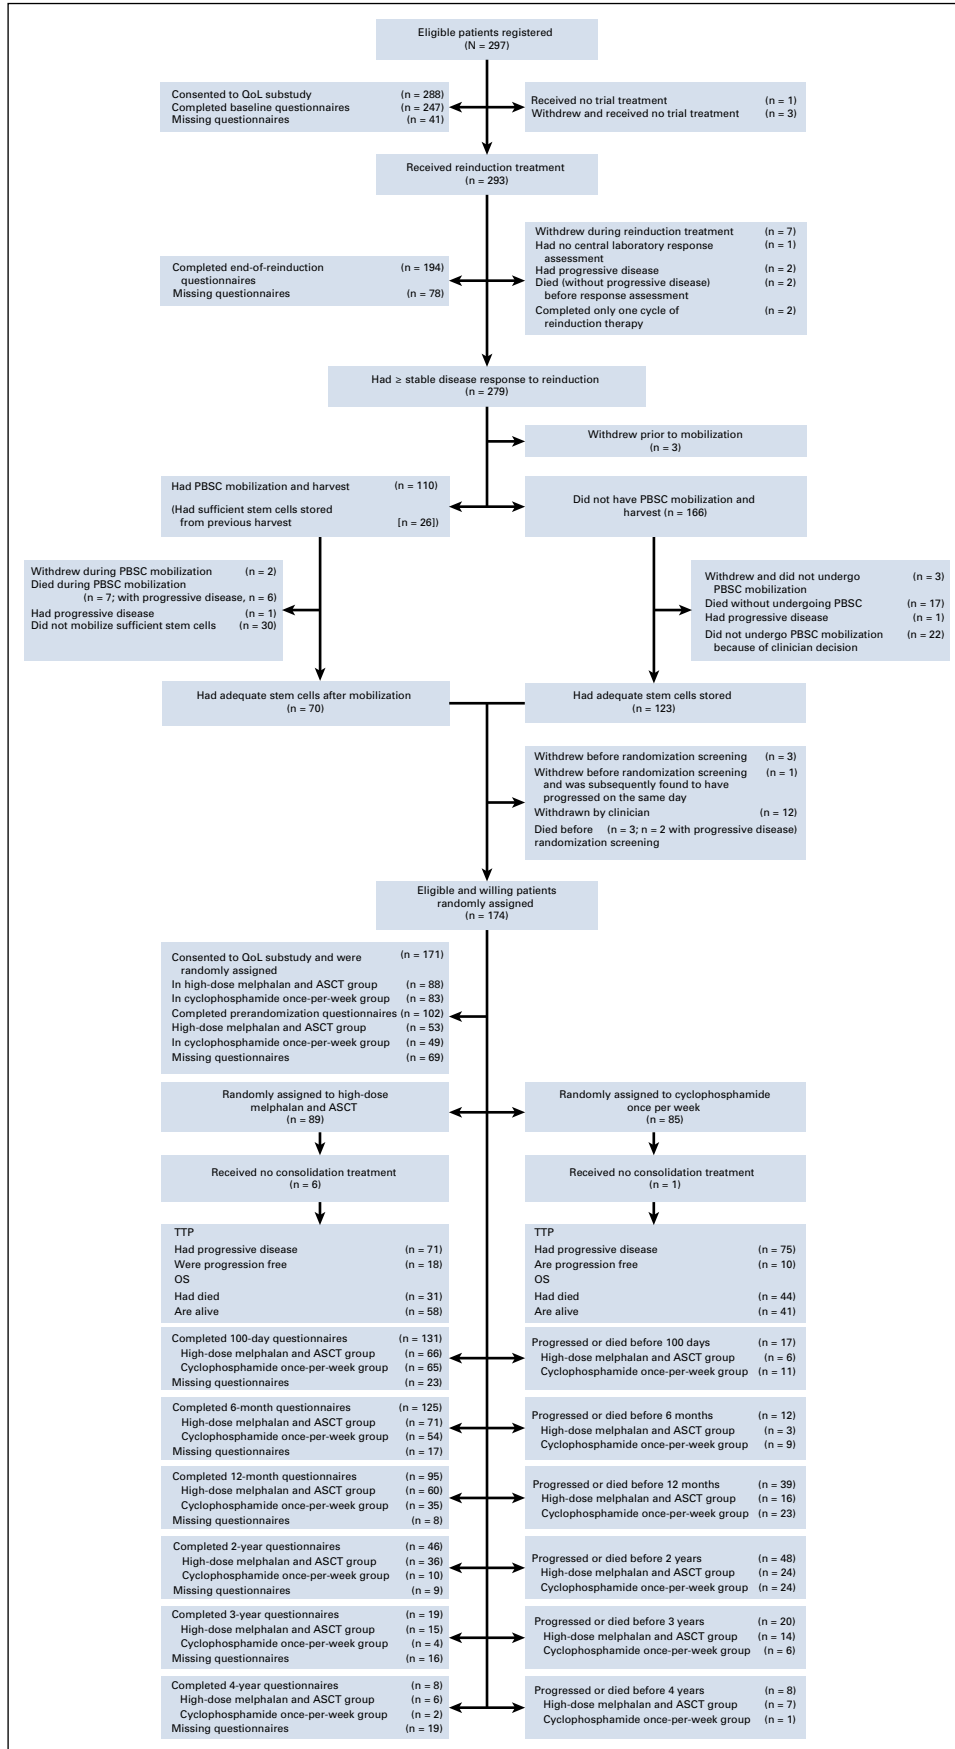 Eligible patients registered
(N = 297)
Consented to QoL substudy (n = 288)
Completed baseline questionnaires (n = 247)
Missing questionnaires (n = 41)
Received no trial treatment (n = 1)
Withdrew and received no trial treatment (n = 3)
Received reinduction treatment
(n = 293)
Completed end-of-reinduction (n = 194)
questionnaires
Missing questionnaires (n = 78)
Withdrew during reinduction treatment (n = 7)
Had no central laboratory response (n = 1)
assessment
Had progressive disease (n = 2)
Died (without progressive disease) (n = 2)
before response assessment
Completed only one cycle of (n = 2)
reinduction therapy
Had ≥ stable disease response to reinduction
(n = 279)
Withdrew prior to mobilization
(n = 3)
Had PBSC mobilization and harvest (n = 110)
(Had sufficient stem cells stored
from previous harvest [n = 26])
Did not have PBSC mobilization and
harvest (n = 166)
Withdrew during PBSC mobilization (n = 2)
Died during PBSC mobilization
(n = 7; with progressive disease, n = 6)
Had progressive disease (n = 1)
Did not mobilize sufficient stem cells (n = 30)
Withdrew and did not undergo (n = 3)
PBSC mobilization
Died without undergoing PBSC (n = 17)
Had progressive disease (n = 1)
Did not undergo PBSC mobilization (n = 22)
because of clinician decision
Had adequate stem cells after mobilization
(n = 70)
Had adequate stem cells stored
(n = 123)
Withdrew before randomization screening (n = 3)
Withdrew before randomization screening (n = 1)
and was subsequently found to have
progressed on the same day
Withdrawn by clinician (n = 12)
Died before (n = 3; n = 2 with progressive disease)
randomization screening
Eligible and willing patients
randomly assigned
(n = 174)
Consented to QoL substudy and were (n = 171)
randomly assigned
In high-dose melphalan and ASCT group (n = 88)
In cyclophosphamide once-per-week group (n = 83)
Completed prerandomization questionnaires (n = 102)
High-dose melphalan and ASCT group (n = 53)
In cyclophosphamide once-per-week group (n = 49)
Missing questionnaires (n = 69)
Randomly assigned to high-dose
melphalan and ASCT
(n = 89)
Randomly assigned to cyclophosphamide
once per week
(n = 85)
Received no consolidation treatment
(n = 6)
Received no consolidation treatment
(n = 1)
TTP
Had progressive disease (n = 71)
Were progression free (n = 18)
OS
Had died (n = 31)
Are alive (n = 58)
TTP
Had progressive disease (n = 75)
Are progression free (n = 10)
OS
Had died (n = 44)
Are alive (n = 41)
Completed 100-day questionnaires (n = 131)
High-dose melphalan and ASCT group (n = 66)
Cyclophosphamide once-per-week group (n = 65)
Missing questionnaires (n = 23)
Progressed or died before 100 days (n = 17)
High-dose melphalan and ASCT group (n = 6)
Cyclophosphamide once-per-week group (n = 11)
Completed 6-month questionnaires (n = 125)
High-dose melphalan and ASCT group (n = 71)
Cyclophosphamide once-per-week group (n = 54)
Missing questionnaires (n = 17)
Progressed or died before 6 months (n = 12)
High-dose melphalan and ASCT group (n = 3)
Cyclophosphamide once-per-week group (n = 9)
Completed 12-month questionnaires (n = 95)
High-dose melphalan and ASCT group (n = 60)
Cyclophosphamide once-per-week group (n = 35)
Missing questionnaires (n = 8)
Progressed or died before 12 months (n = 39)
High-dose melphalan and ASCT group (n = 16)
Cyclophosphamide once-per-week group (n = 23)
Completed 2-year questionnaires (n = 46)
High-dose melphalan and ASCT group (n = 36)
Cyclophosphamide once-per-week group (n = 10)
Missing questionnaires (n = 9)
Progressed or died before 2 years (n = 48)
High-dose melphalan and ASCT group (n = 24)
Cyclophosphamide once-per-week group (n = 24)
Completed 3-year questionnaires (n = 19)
High-dose melphalan and ASCT group (n = 15)
Cyclophosphamide once-per-week group (n = 4)
Missing questionnaires (n = 16)
Progressed or died before 3 years (n = 20)
High-dose melphalan and ASCT group (n = 14)
Cyclophosphamide once-per-week group (n = 6)
Completed 4-year questionnaires (n = 8)
High-dose melphalan and ASCT group (n = 6)
Cyclophosphamide once-per-week group (n = 2)
Missing questionnaires (n = 19)
Progressed or died before 4 years (n = 8)
High-dose melphalan and ASCT group (n = 7)
Cyclophosphamide once-per-week group (n = 1)